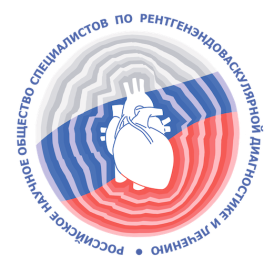 РОССИЙСКОЕ НАУЧНОЕ ОБЩЕСТВО СПЕЦИАЛИСТОВ ПО РЕНТГЕНЭНДОВАСКУЛЯРНОЙ ДИАГНОСТИКЕ И ЛЕЧЕНИЮ •